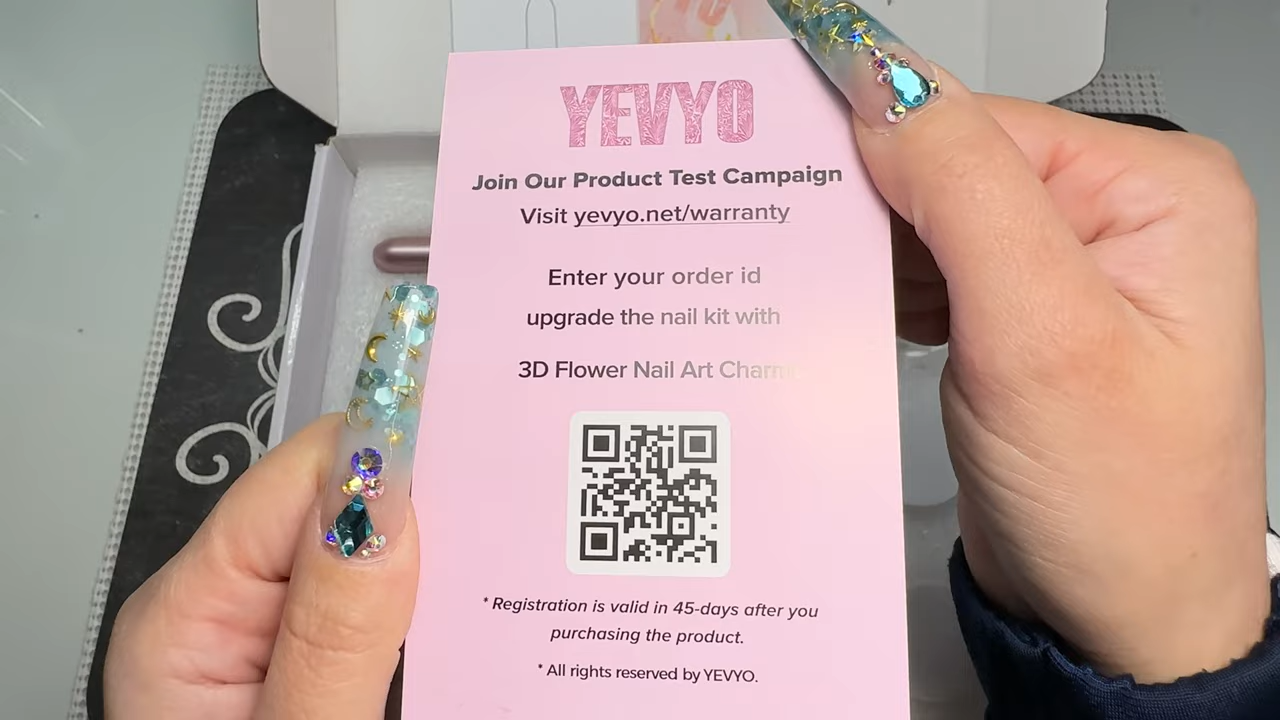 YEVYO
Join Our Product Test Campaign
Visit yevyo.net/warranty
Enter your order id
upgrade the nail kit with
3D Flower Nail Art Charm
* Registration is valid in 45-days after you
purchasing the product.
* All rights reserved by YEVYO.